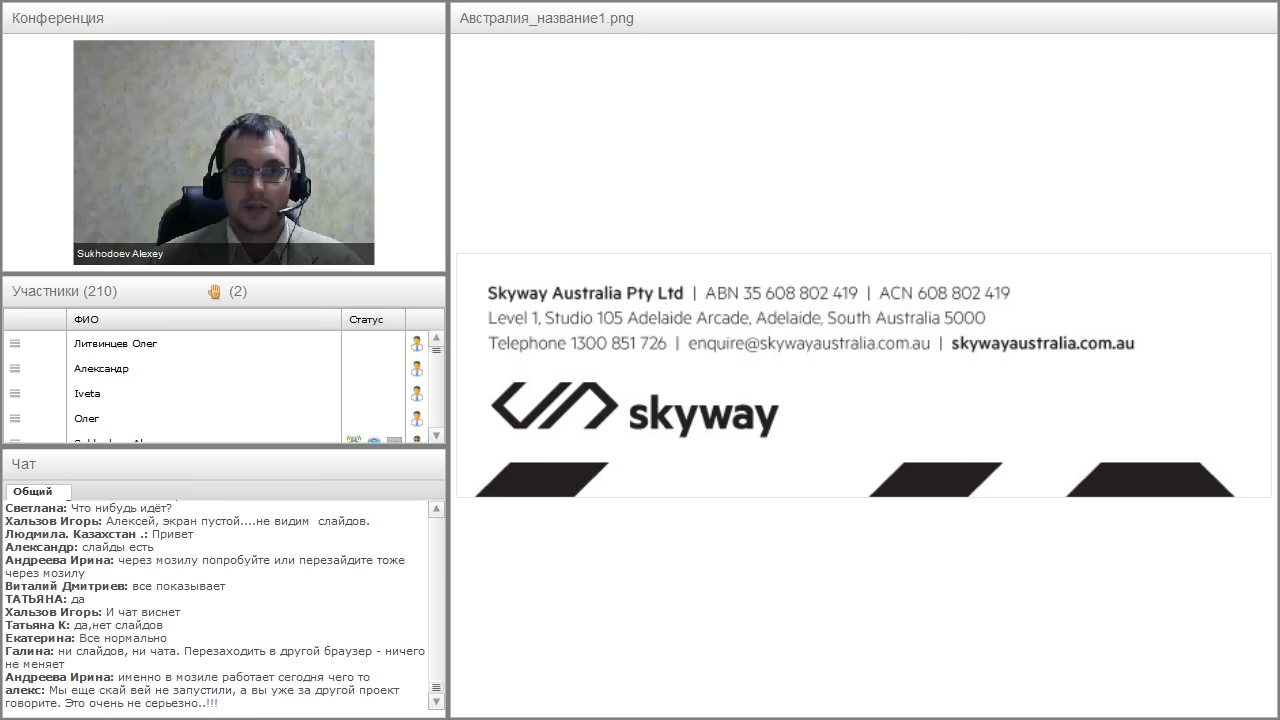 Конференция
Sukhodoev Alexey
Участники (210)
(2)
ФИО
Статус
Литвинцев Олег
Александр
Iveta
Олег
Чат
Общий
Светлана: Что нибудь идёт?
Хальзов Игорь: Алексей, экран пустой....не видим слайдов.
Людмила. Казахстан .: Привет
Александр: слайды есть
Андреева Ирина: через мозилу попробуйте или перезайдите тоже
через мозилу
Виталий Дмитриев: все показывает
ТАТЬЯНА: да
Хальзов Игорь: И чат виснет
Татьяна К: да,нет слайдов
Екатерина: Все нормально
Галина: ни слайдов, ни чата. Перезаходить в другой браузер - ничего
не меняет
Андреева Ирина: именно в мозиле работает сегодня чего то
алекс: Мы еще скай вей не запустили, а вы уже за другой проект
говорите. Это очень не серьезно..!!!
Австралия_название1.png
Skyway Australia Pty Ltd | ABN 35 608 802 419 | ACN 608 802 419
Level 1, Studio 105 Adelaide Arcade, Adelaide, South Australia 5000
Telephone 1300 851 726 | enquire@skywayaustralia.com.au | skywayaustralia.com.au
skyway